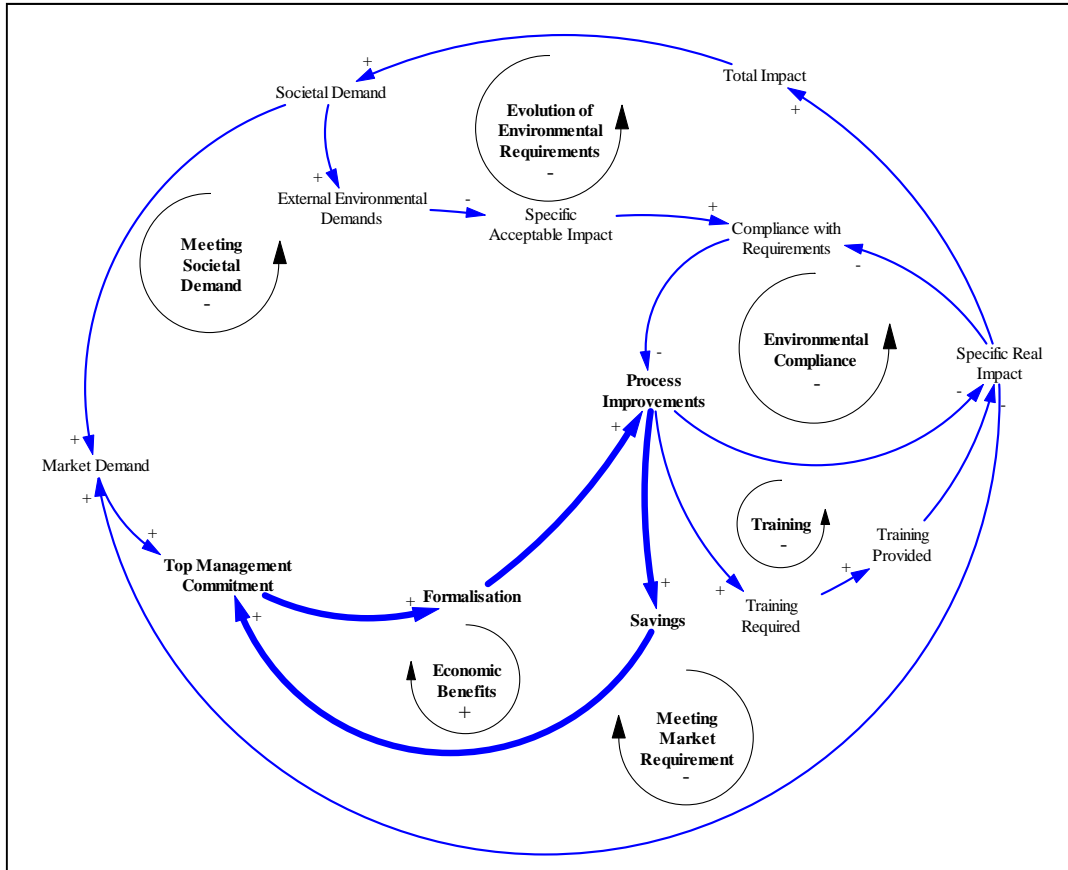 +
Total Impact
+
Societal Demand
Evolution of
Environmental
Requirements
-
+
External Environmental
Demands
-
Specific
Acceptable Impact
+
Compliance with
Requirements
-
Meeting
Societal
Demand
-
Environmental
Compliance
-
Specific Real
Impact
-
-
-
Process
Improvements
+
+
Market Demand
+
+
Top Management
Commitment
+
+
Formalisation
Training
-
Training
Provided
+
+
+
Training
Required
Savings
Economic
Benefits
+
Meeting
Market
Requirement
-